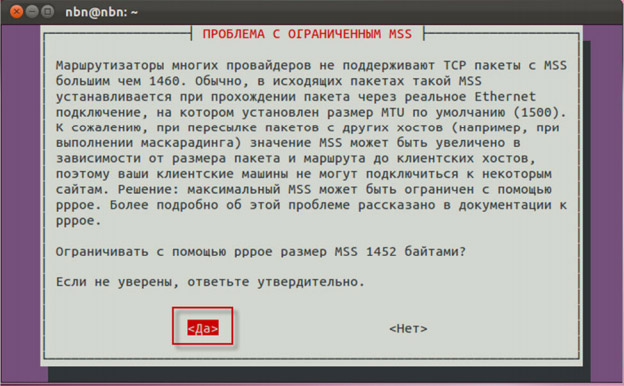 nbn@nbn: ~
ПРОБЛЕМА С ОГРАНИЧЕННЫМ MSS
Маршрутизаторы многих провайдеров не поддерживают TCP пакеты с MSS
большим чем 1460. Обычно, в исходящих пакетах такой MSS
устанавливается при прохождении пакета через реальное Ethernet
подключение, на котором установлен размер MTU по умолчанию (1500).
К сожалению, при пересылке пакетов с других хостов (например, при
выполнении маскарадинга) значение MSS может быть увеличено в
зависимости от размера пакета и маршрута до клиентских хостов,
поэтому ваши клиентские машины не могут подключиться к некоторым
сайтам. Решение: максимальный MSS может быть ограничен с помощью
pppoe. Более подробно об этой проблеме рассказано в документации к
pppoe.
Ограничивать с помощью pppoe размер MSS 1452 байтами?
Если не уверены, ответьте утвердительно.
<Да> <Нет>